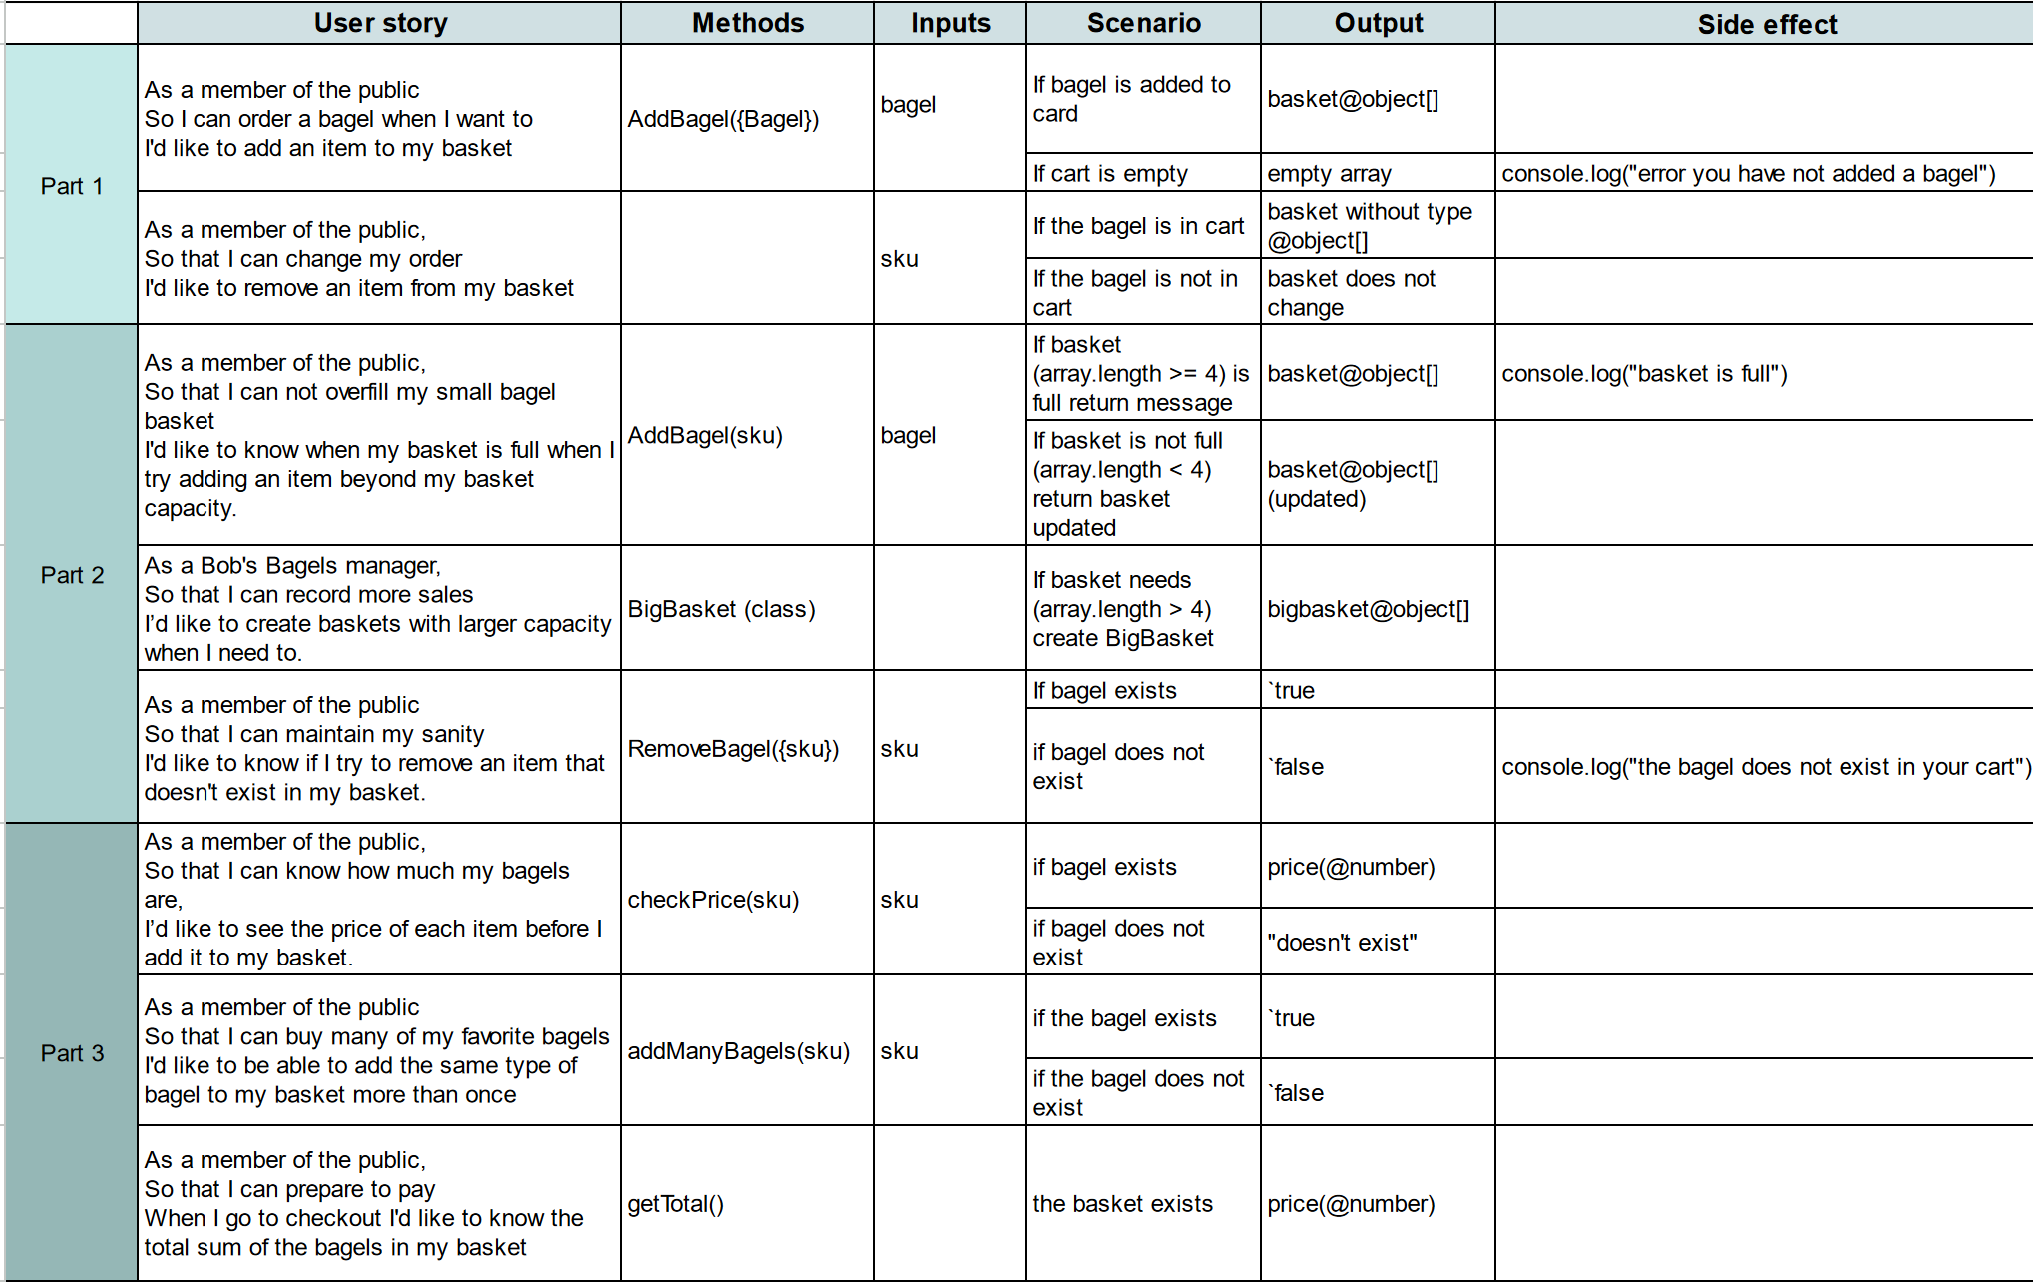 User story
Methods
Inputs
Scenario
Output
Side effect
Part 1
As a member of the public
So I can order a bagel when I want to
I'd like to add an item to my basket
AddBagel({Bagel})
bagel
If bagel is added to
card
basket@object[]
If cart is empty
empty array
console.log("error you have not added a bagel")
As a member of the public,
So that I can change my order
I'd like to remove an item from my basket
sku
If the bagel is in cart
basket without type
@object[]
If the bagel is not in
cart
basket does not
change
Part 2
As a member of the public,
So that I can not overfill my small bagel
basket
I'd like to know when my basket is full when I
try adding an item beyond my basket
capacity.
AddBagel(sku)
bagel
If basket
(array.length >= 4) is
full return message
basket@object[]
console.log("basket is full")
If basket is not full
(array.length < 4)
return basket
updated
basket@object[]
(updated)
As a Bob's Bagels manager,
So that I can record more sales
I’d like to create baskets with larger capacity
when I need to.
BigBasket (class)
If basket needs
(array.length > 4)
create BigBasket
bigbasket@object[]
As a member of the public
So that I can maintain my sanity
I'd like to know if I try to remove an item that
doesn't exist in my basket.
RemoveBagel({sku})
sku
If bagel exists
`true
if bagel does not
exist
`false
console.log("the bagel does not exist in your cart")
Part 3
As a member of the public,
So that I can know how much my bagels
are,
I’d like to see the price of each item before I
add it to my basket.
checkPrice(sku)
sku
if bagel exists
price(@number)
if bagel does not
exist
"doesn't exist"
As a member of the public
So that I can buy many of my favorite bagels
I'd like to be able to add the same type of
bagel to my basket more than once
addManyBagels(sku)
sku
if the bagel exists
`true
if the bagel does not
exist
`false
As a member of the public,
So that I can prepare to pay
When I go to checkout I'd like to know the
total sum of the bagels in my basket
getTotal()
the basket exists
price(@number)